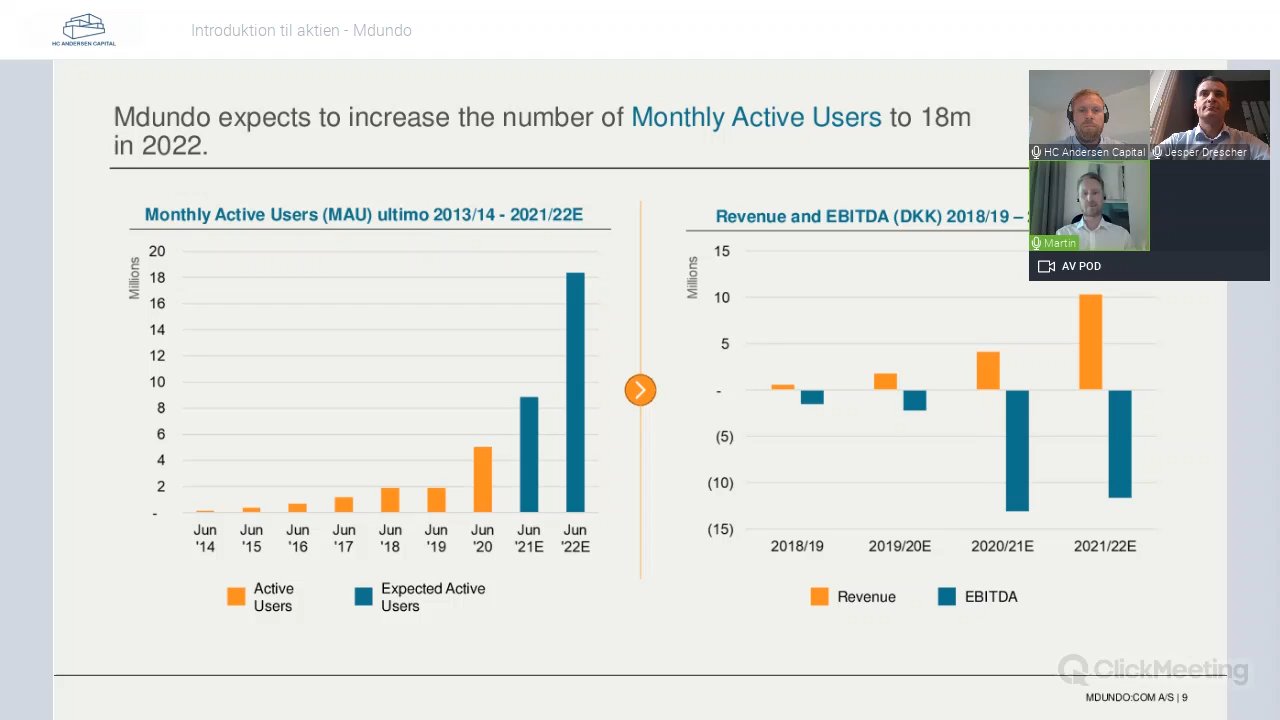 HC ANDERSEN CAPITAL
Introduktion til aktien - Mdundo
Mdundo expects to increase the number of Monthly Active Users to 18m
in 2022.
HC Andersen Capital
Jesper Drescher
Martin
AV POD
Monthly Active Users (MAU) ultimo 2013/14 - 2021/22E
Millions
20
18
16
14
12
10
8
6
4
2
-
Jun '14
Jun '15
Jun '16
Jun '17
Jun '18
Jun '19
Jun '20
Jun '21E
Jun '22E
Active
Users
Expected Active
Users
Revenue and EBITDA (DKK) 2018/19 –
Millions
15
10
5
-
(5)
(10)
(15)
2018/19
2019/20E
2020/21E
2021/22E
Revenue
EBITDA
ClickMeeting
MDUNDO:COM A/S | 9